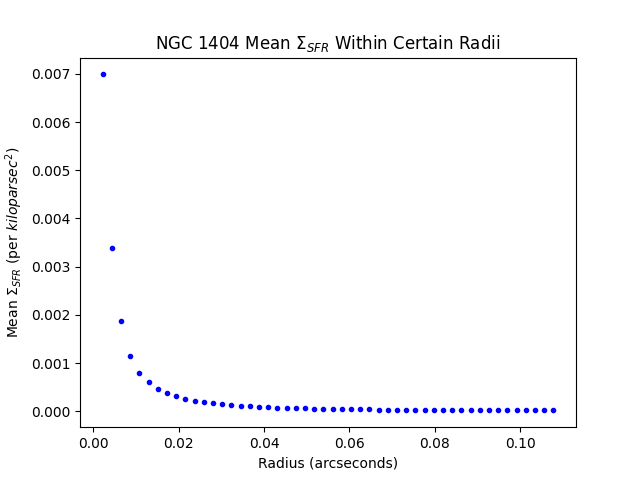 NGC 1404 Mean Σ_SFR Within Certain Radii
Mean Σ_SFR (per kiloparsec²)
0.007
0.006
0.005
0.004
0.003
0.002
0.001
0.000
0.00 0.02 0.04 0.06 0.08 0.10
Radius (arcseconds)